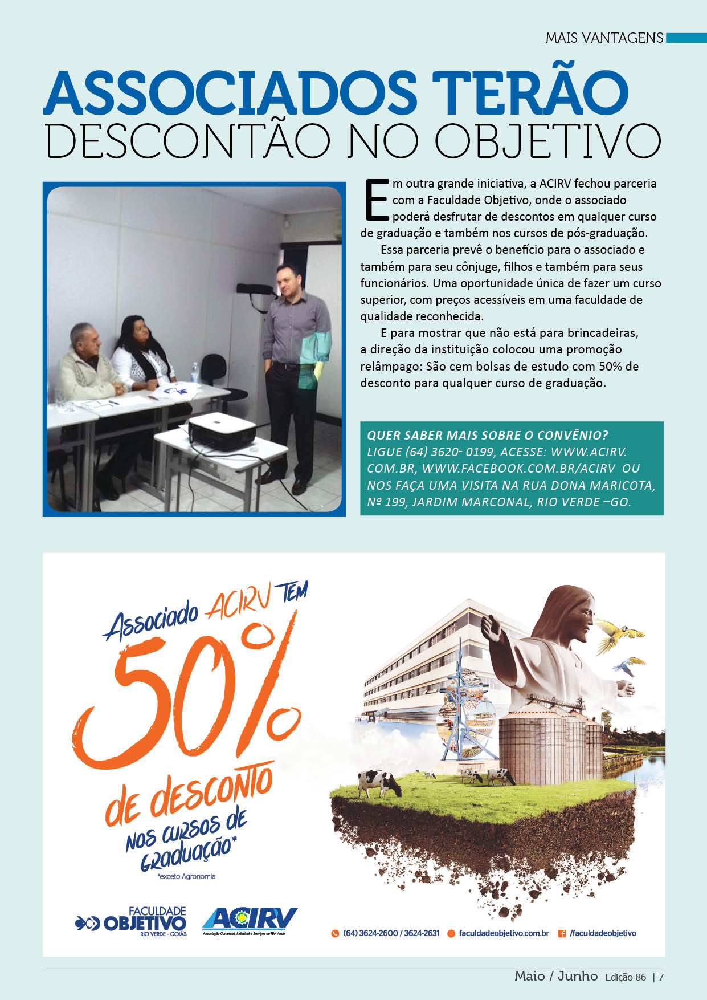 MAIS VANTAGENS
ASSOCIADOS TERÃO
DESCONTÃO NO OBJETIVO
Em outra grande iniciativa, a ACIRV fechou parceria
com a Faculdade Objetivo, onde o associado
poderá desfrutar de descontos em qualquer curso
de graduação e também nos cursos de pós-graduação.
Essa parceria prevê o benefício para o associado e
também para seu cônjuge, filhos e também para seus
funcionários. Uma oportunidade única de fazer um curso
superior, com preços acessíveis em uma faculdade de
qualidade reconhecida.
E para mostrar que não está para brincadeiras,
a direção da instituição colocou uma promoção
relâmpago: São cem bolsas de estudo com 50% de
desconto para qualquer curso de graduação.
QUER SABER MAIS SOBRE O CONVÊNIO?
LIGUE (64) 3620- 0199, ACESSE: WWW.ACIRV.
COM.BR, WWW.FACEBOOK.COM.BR/ACIRV OU
NOS FAÇA UMA VISITA NA RUA DONA MARICOTA,
Nº 199, JARDIM MARCONAL, RIO VERDE –GO.
Associado ACIRV TEM
50%
de desconto
nos cursos de
graduação*
*exceto Agronomia
FACULDADE
OBJETIVO
RIO VERDE - GOIÁS
ACIRV
Associação Comercial, Industrial e Serviços de Rio Verde
(64) 3624-2600 / 3624-2631 faculdadeobjetivo.com.br /faculdadeobjetivo
Maio / Junho Edição 86 | 7